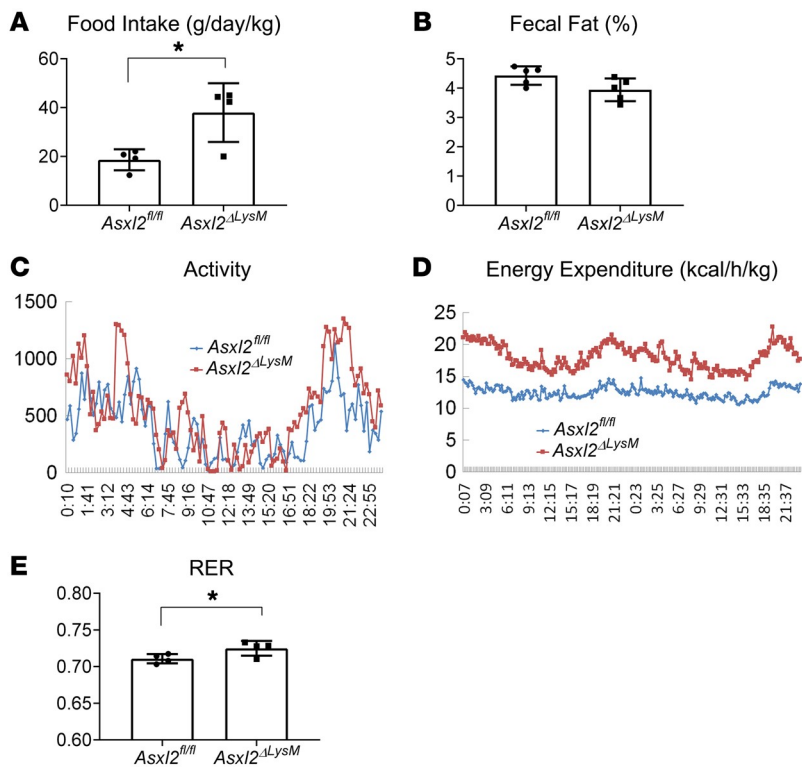 A
Food Intake (g/day/kg)
*
60
40
20
0
Asxl2fl/fl
Asxl2ΔLysM
B
Fecal Fat (%)
5
4
3
2
1
0
Asxl2fl/fl
Asxl2ΔLysM
C
Activity
1500
1000
500
0
Asxl2fl/fl
Asxl2ΔLysM
0:10 1:41 3:12 4:43 6:14 7:45 9:16 10:47 12:18 13:49 15:20 16:51 18:22 19:53 21:24 22:55
D
Energy Expenditure (kcal/h/kg)
25
20
15
10
5
0
Asxl2fl/fl
Asxl2ΔLysM
0:07 3:09 6:11 9:13 12:15 15:17 18:19 21:21 0:23 3:25 6:27 9:29 12:31 15:33 18:35 21:37
E
RER
*
0.80
0.75
0.70
0.65
0.60
Asxl2fl/fl
Asxl2ΔLysM